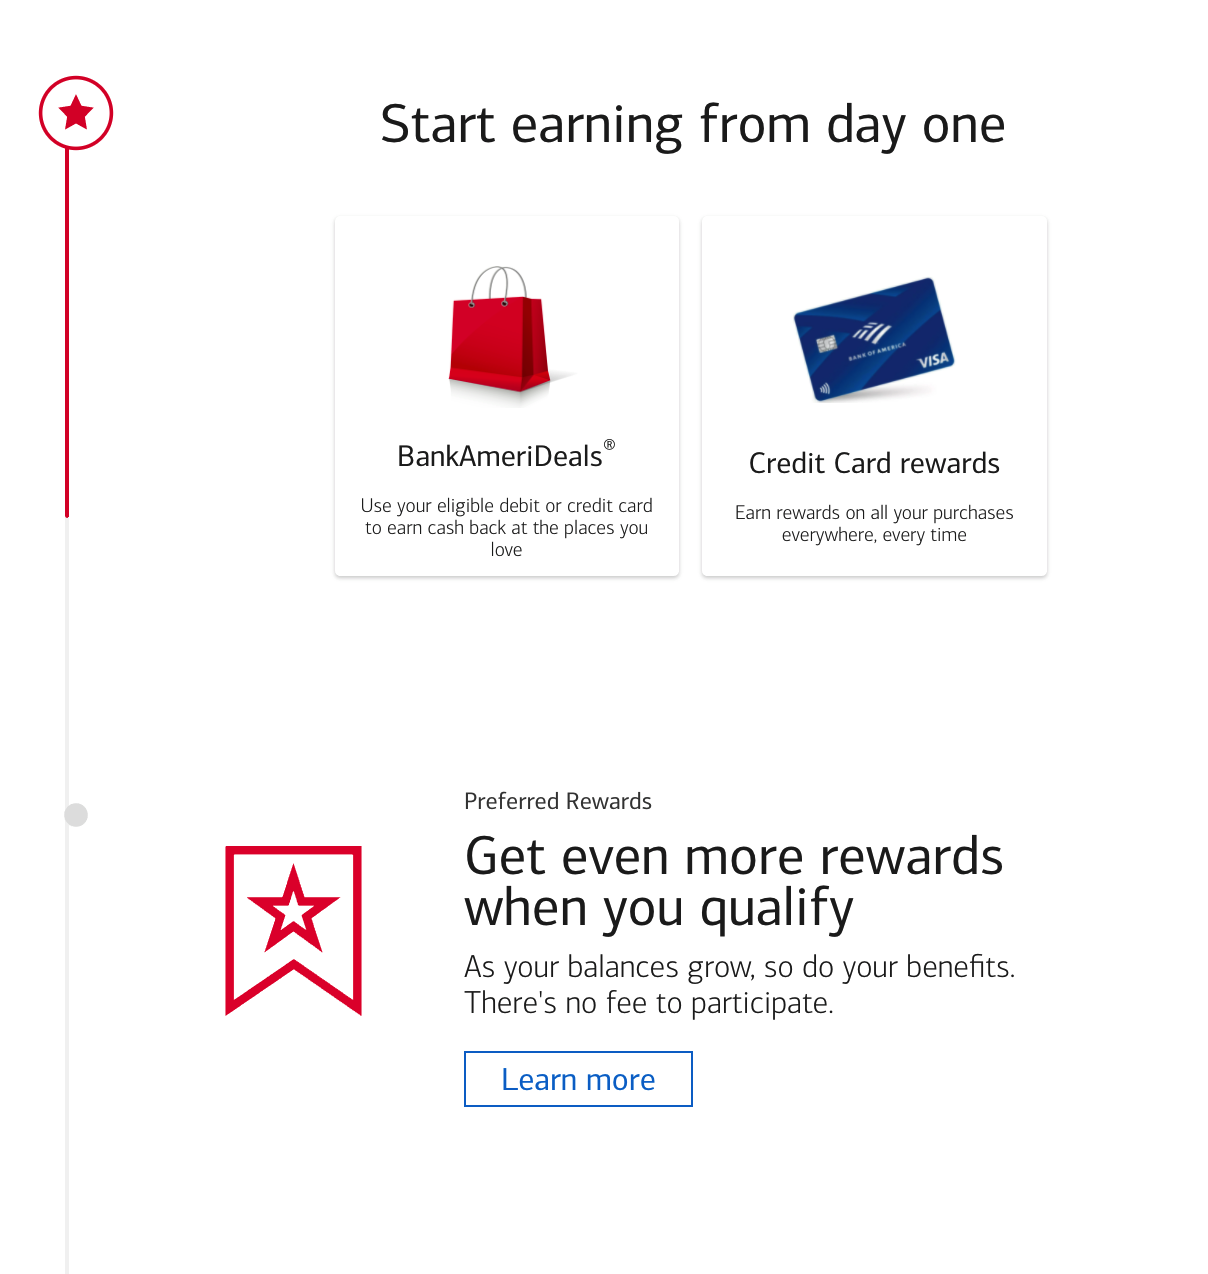 Start earning from day one
BankAmeriDeals®
Use your eligible debit or credit card
to earn cash back at the places you
love
BANK OF AMERICA
VISA
Credit Card rewards
Earn rewards on all your purchases
everywhere, every time
Preferred Rewards
Get even more rewards
when you qualify
As your balances grow, so do your benefits.
There's no fee to participate.
Learn more